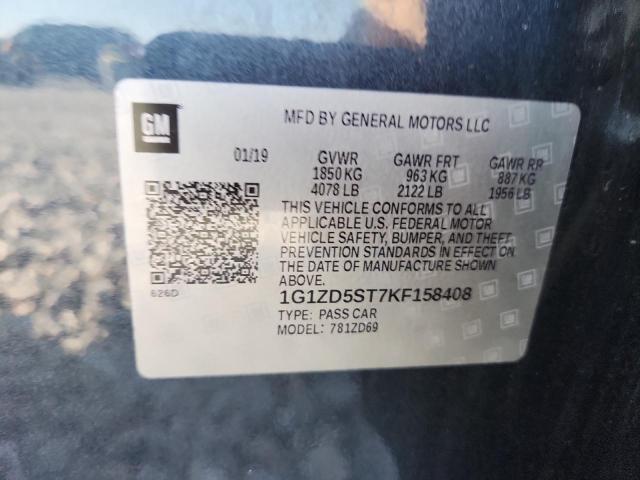 GM
MFD BY GENERAL MOTORS LLC
01/19 GVWR GAWR FRT GAWR RR
1850 KG 963 KG 887 KG
4078 LB 2122 LB 1956 LB
THIS VEHICLE CONFORMS TO ALL
APPLICABLE U.S. FEDERAL MOTOR
VEHICLE SAFETY, BUMPER, AND THEFT
PREVENTION STANDARDS IN EFFECT ON
THE DATE OF MANUFACTURE SHOWN
ABOVE.
626D
1G1ZD5ST7KF158408
TYPE: PASS CAR
MODEL: 781ZD69